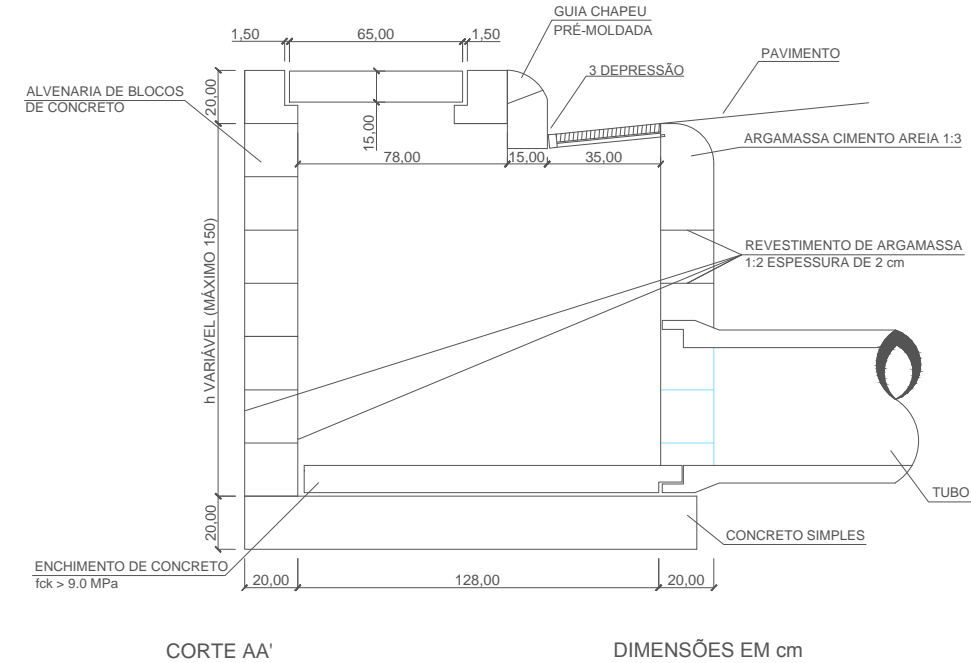 GUIA CHAPEU
PRÉ-MOLDADA
1,50
65,00
1,50
PAVIMENTO
3 DEPRESSÃO
ALVENARIA DE BLOCOS
DE CONCRETO
20,00
15,00
ARGAMASSA CIMENTO AREIA 1:3
78,00
15,00
35,00
h VARIÁVEL (MÁXIMO 150)
REVESTIMENTO DE ARGAMASSA
1:2 ESPESSURA DE 2 cm
TUBO
20,00
CONCRETO SIMPLES
ENCHIMENTO DE CONCRETO
fck > 9.0 MPa
20,00
128,00
20,00
CORTE AA'
DIMENSÕES EM cm